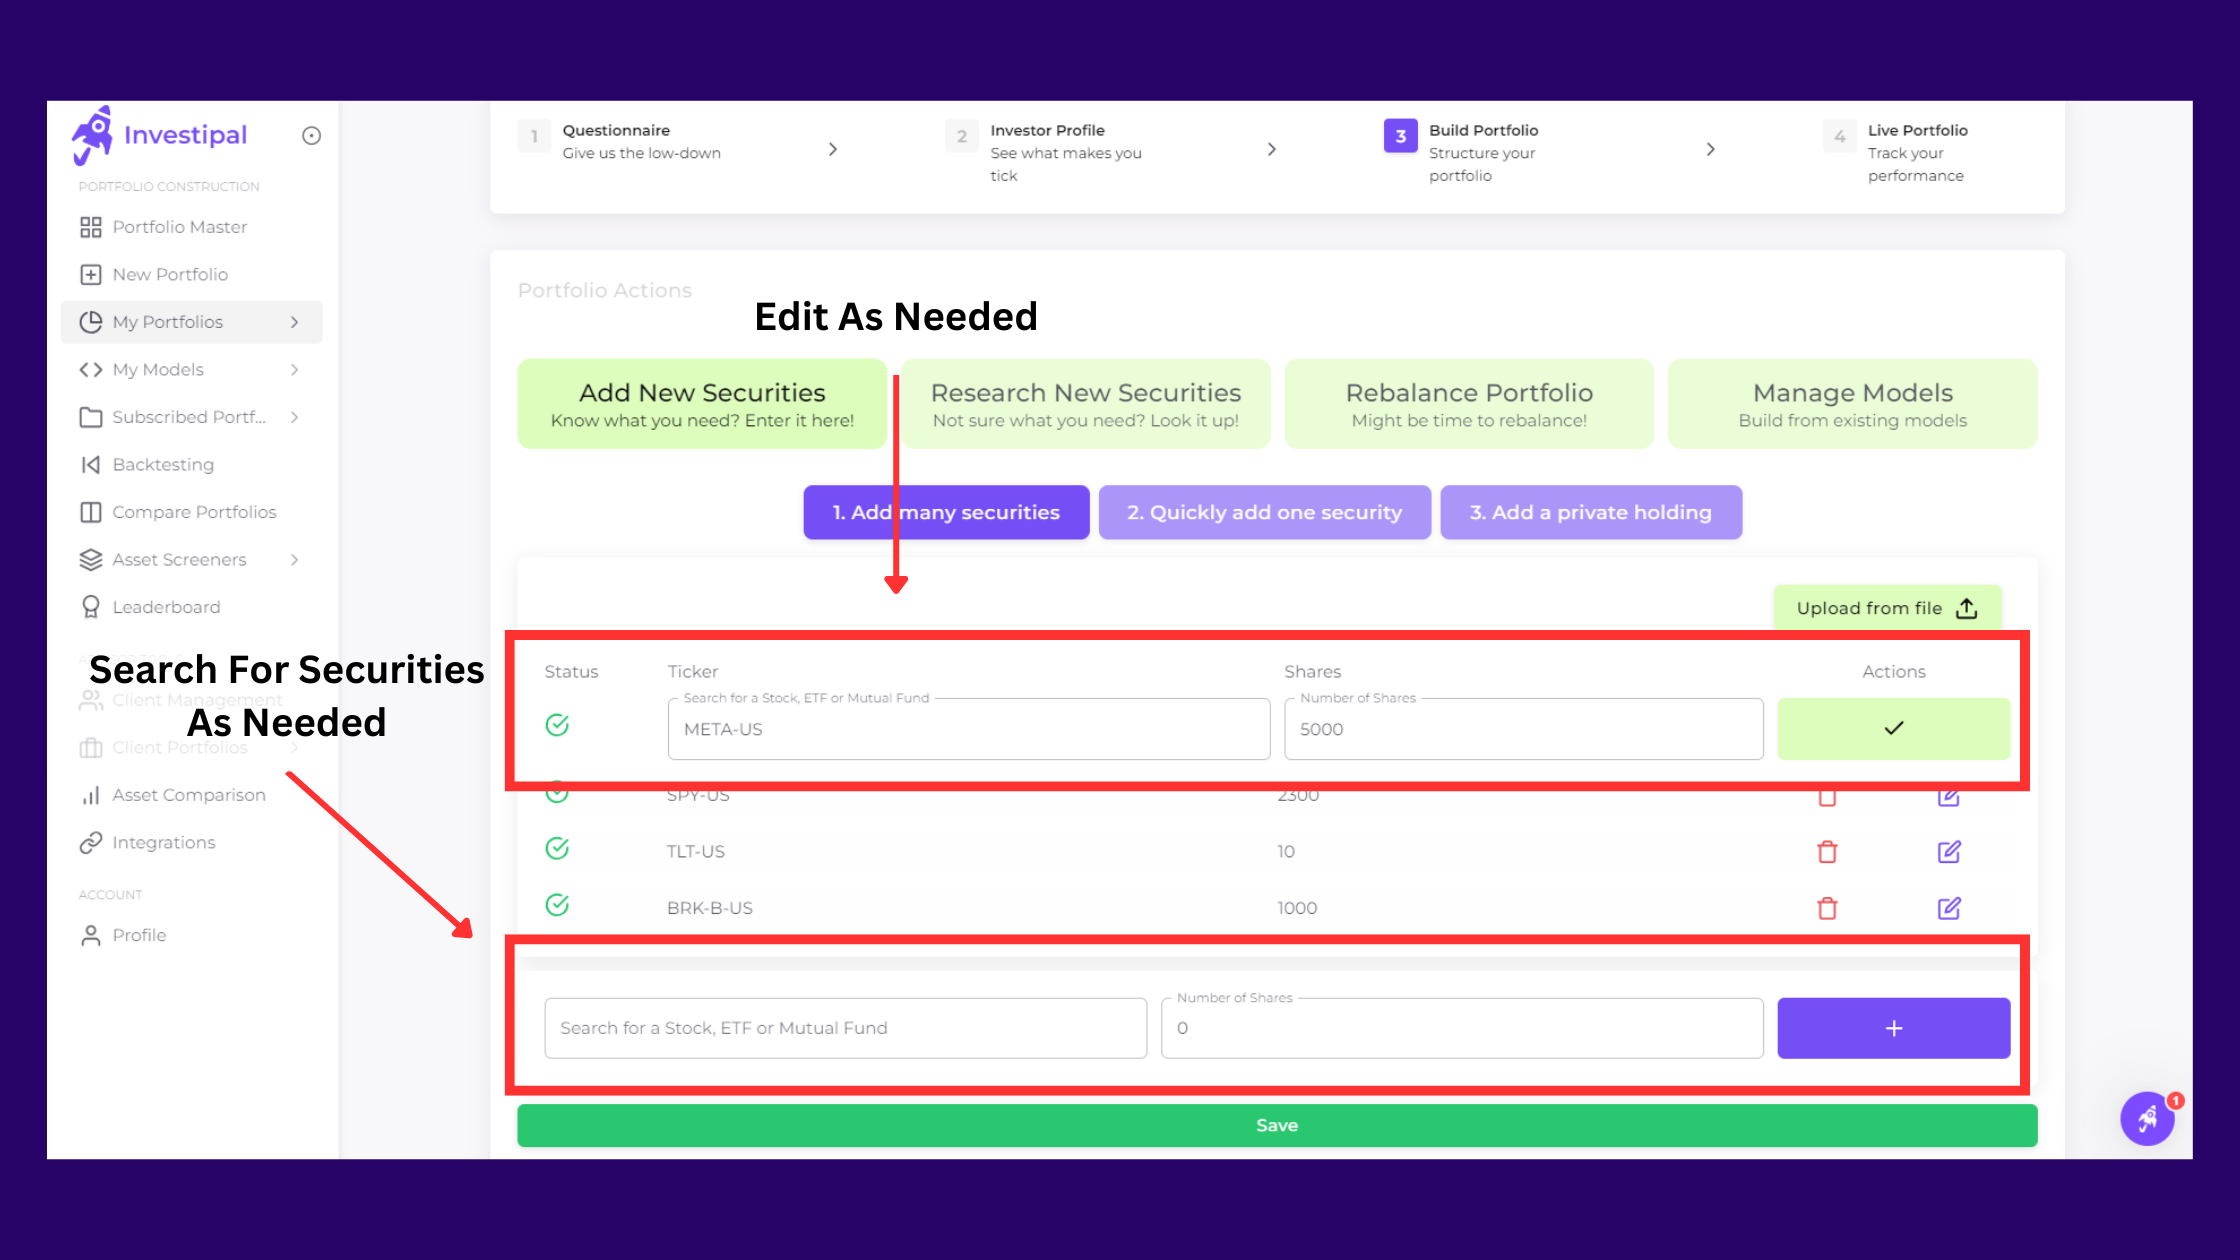 Investipal
PORTFOLIO CONSTRUCTION
Portfolio Master
New Portfolio
My Portfolios
My Models
Subscribed Portf...
Backtesting
Compare Portfolios
Asset Screeners
Leaderboard
Search For Securities
Client Management
As Needed
Client Portfolios
Asset Comparison
Integrations
ACCOUNT
Profile
1
Questionnaire
Give us the low-down
2
Investor Profile
See what makes you
tick
3
Build Portfolio
Structure your
portfolio
4
Live Portfolio
Track your
performance
Portfolio Actions
Edit As Needed
Add New Securities
Know what you need? Enter it here!
Research New Securities
Not sure what you need? Look it up!
Rebalance Portfolio
Might be time to rebalance!
Manage Models
Build from existing models
1. Add many securities
2. Quickly add one security
3. Add a private holding
Upload from file
Status Ticker Shares Actions
Search for a Stock, ETF or Mutual Fund
META-US
Number of Shares
5000
SPY-US 2300
TLT-US 10
BRK-B-US 1000
Search for a Stock, ETF or Mutual Fund
Number of Shares
0
Save
1